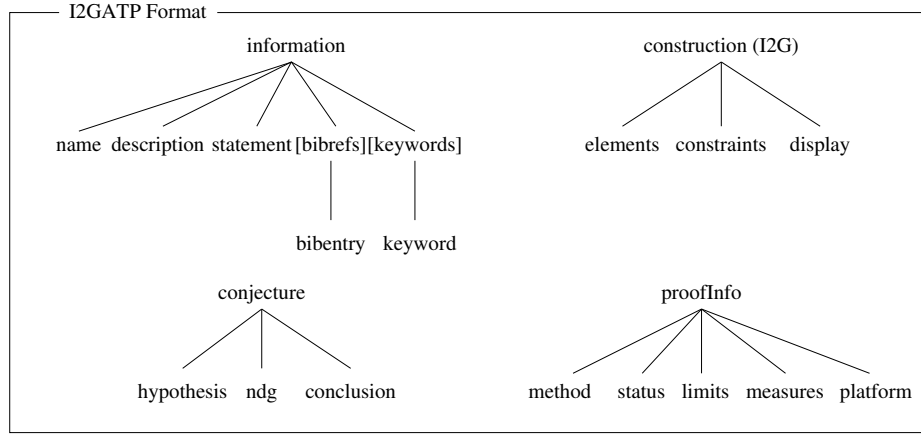 I2GATP Format
information construction (I2G)
name description statement [bibrefs][keywords] elements constraints display
bibentry keyword
conjecture proofInfo
hypothesis ndg conclusion method status limits measures platform